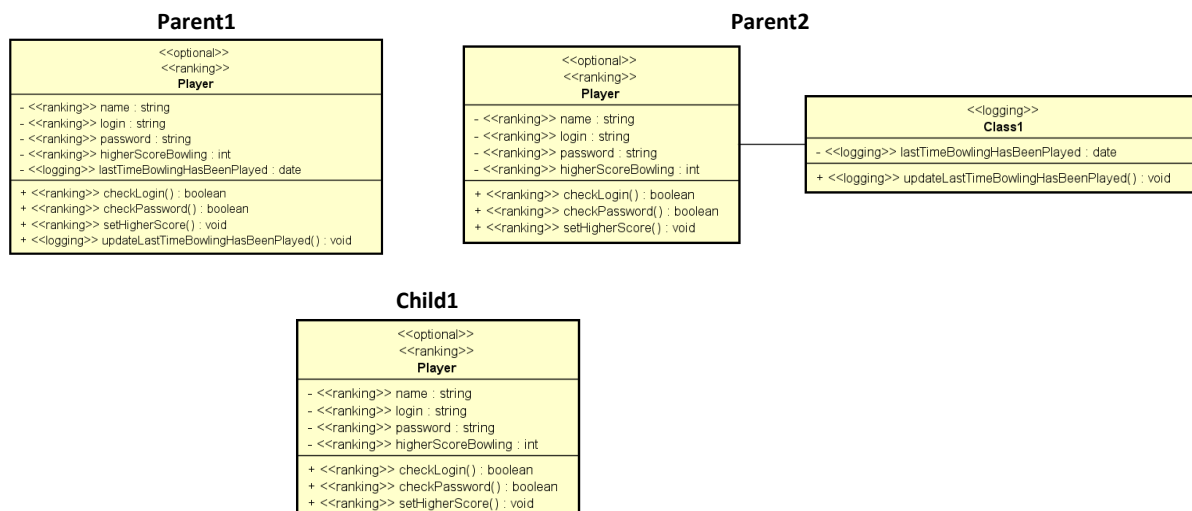 Parent1
<<optional>>
<<ranking>>
Player
- <<ranking>> name : string
- <<ranking>> login : string
- <<ranking>> password : string
- <<ranking>> higherScoreBowling : int
- <<logging>> lastTimeBowlingHasBeenPlayed : date
+ <<ranking>> checkLogin() : boolean
+ <<ranking>> checkPassword() : boolean
+ <<ranking>> setHigherScore() : void
+ <<logging>> updateLastTimeBowlingHasBeenPlayed() : void
Parent2
<<optional>>
<<ranking>>
Player
- <<ranking>> name : string
- <<ranking>> login : string
- <<ranking>> password : string
- <<ranking>> higherScoreBowling : int
+ <<ranking>> checkLogin() : boolean
+ <<ranking>> checkPassword() : boolean
+ <<ranking>> setHigherScore() : void
<<logging>>
Class1
- <<logging>> lastTimeBowlingHasBeenPlayed : date
+ <<logging>> updateLastTimeBowlingHasBeenPlayed() : void
Child1
<<optional>>
<<ranking>>
Player
- <<ranking>> name : string
- <<ranking>> login : string
- <<ranking>> password : string
- <<ranking>> higherScoreBowling : int
+ <<ranking>> checkLogin() : boolean
+ <<ranking>> checkPassword() : boolean
+ <<ranking>> setHigherScore() : void